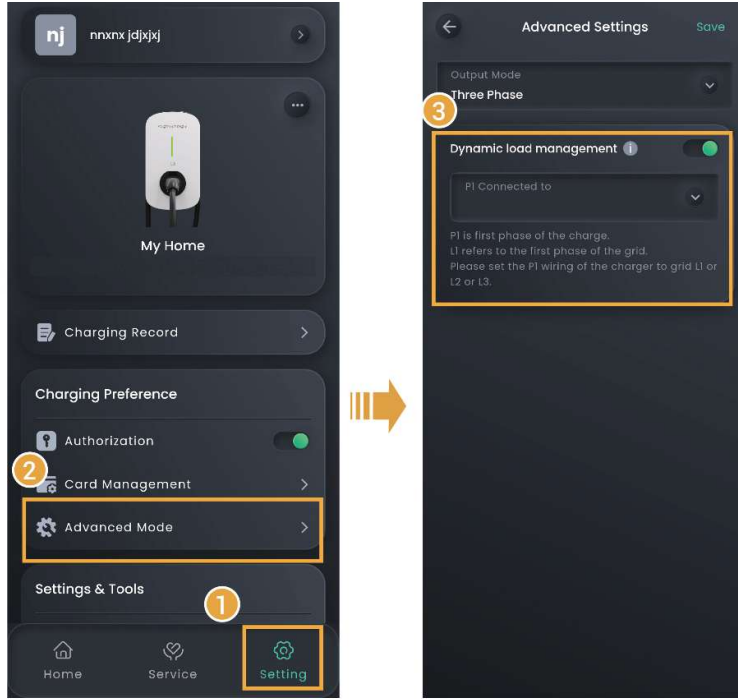 nj
nnxnx jdjxjxj
My Home
Charging Record
Charging Preference
Authorization
2
Card Management
Advanced Mode
Settings & Tools
1
Home
Service
Setting
Advanced Settings
Save
Output Mode
Three Phase
3
Dynamic load management i
P1 Connected to
P1 is first phase of the charge.
L1 refers to the first phase of the grid.
Please set the P1 wiring of the charger to grid L1 or
L2 or L3.